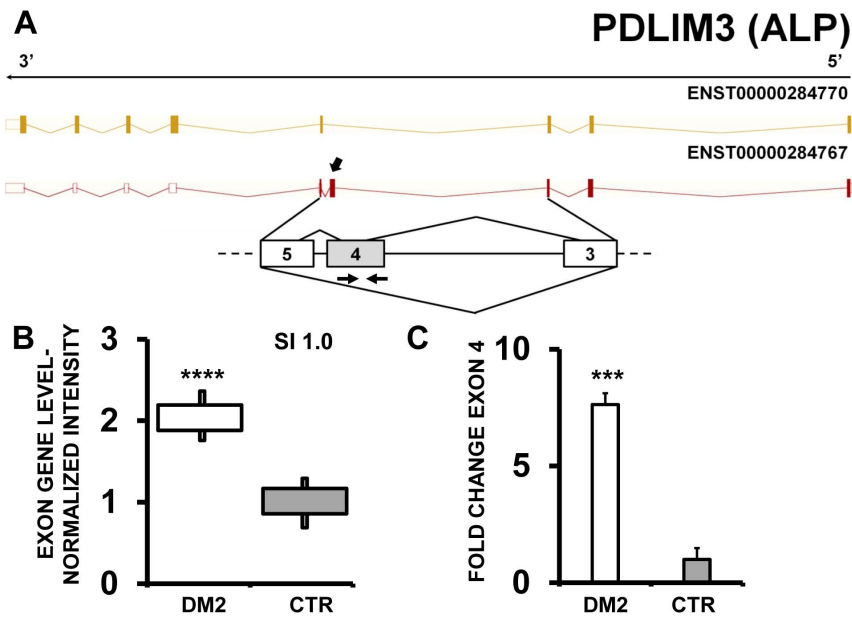 A
PDLIM3 (ALP)
3’ 5’
ENST00000284770
ENST00000284767
5 4 3
B
EXON GENE LEVEL-
NORMALIZED INTENSITY
3
2
1
0
SI 1.0
****
DM2 CTR
C
FOLD CHANGE EXON 4
10
5
0
***
DM2 CTR